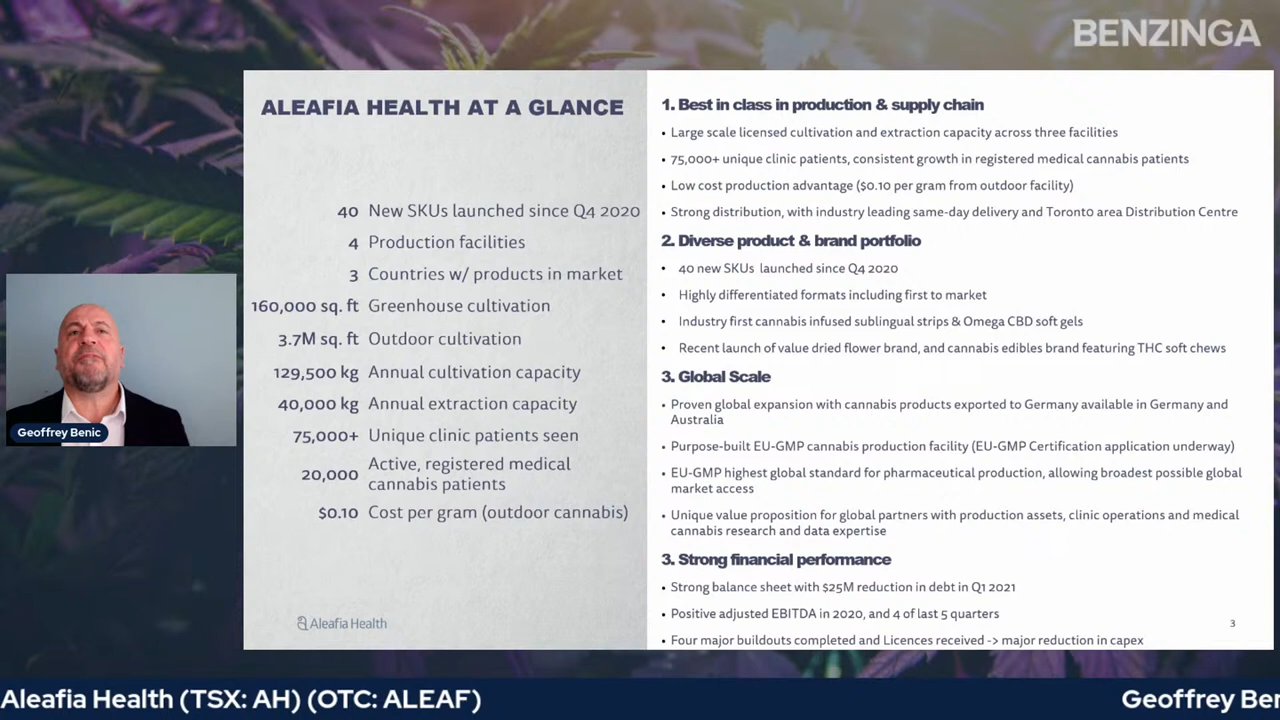 BENZINGA
ALEAFIA HEALTH AT A GLANCE
40 New SKUs launched since Q4 2020
4 Production facilities
3 Countries w/ products in market
160,000 sq. ft Greenhouse cultivation
3.7M sq. ft Outdoor cultivation
129,500 kg Annual cultivation capacity
40,000 kg Annual extraction capacity
75,000+ Unique clinic patients seen
20,000 Active, registered medical
cannabis patients
$0.10 Cost per gram (outdoor cannabis)
Aleafia Health
1. Best in class in production & supply chain
• Large scale licensed cultivation and extraction capacity across three facilities
• 75,000+ unique clinic patients, consistent growth in registered medical cannabis patients
• Low cost production advantage ($0.10 per gram from outdoor facility)
• Strong distribution, with industry leading same-day delivery and Toronto area Distribution Centre
2. Diverse product & brand portfolio
• 40 new SKUs launched since Q4 2020
• Highly differentiated formats including first to market
• Industry first cannabis infused sublingual strips & Omega CBD soft gels
• Recent launch of value dried flower brand, and cannabis edibles brand featuring THC soft chews
3. Global Scale
• Proven global expansion with cannabis products exported to Germany available in Germany and
Australia
• Purpose-built EU-GMP cannabis production facility (EU-GMP Certification application underway)
• EU-GMP highest global standard for pharmaceutical production, allowing broadest possible global
market access
• Unique value proposition for global partners with production assets, clinic operations and medical
cannabis research and data expertise
3. Strong financial performance
• Strong balance sheet with $25M reduction in debt in Q1 2021
• Positive adjusted EBITDA in 2020, and 4 of last 5 quarters
• Four major buildouts completed and Licences received -> major reduction in capex
3
Geoffrey Benic
Aleafia Health (TSX: AH) (OTC: ALEAF)
Geoffrey Ber